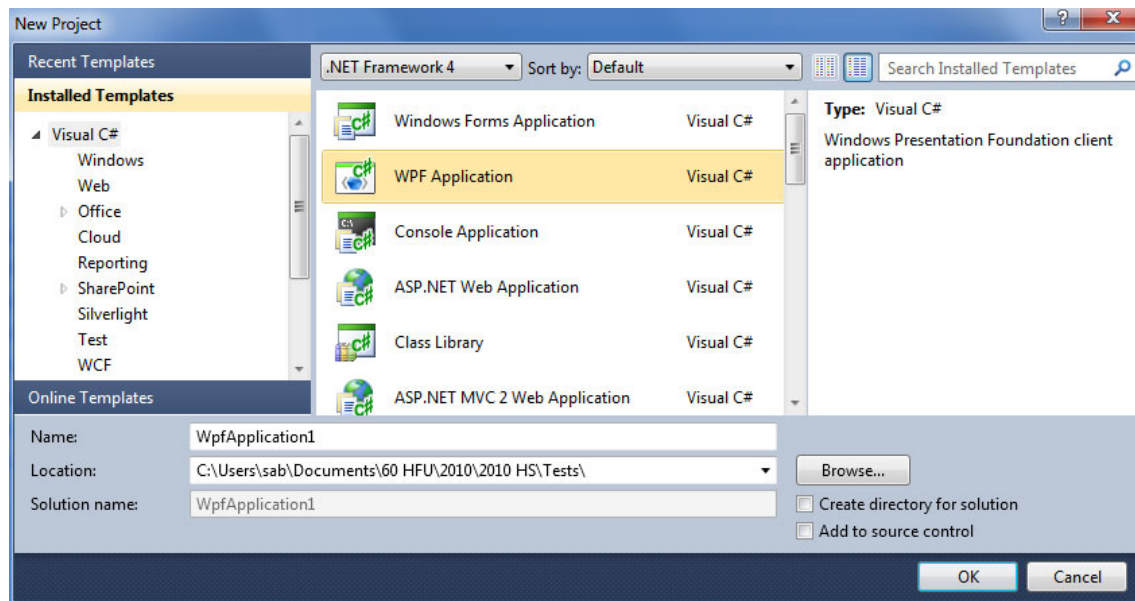 New Project
Recent Templates
Installed Templates
Visual C#
Windows
Web
Office
Cloud
Reporting
SharePoint
Silverlight
Test
WCF
Online Templates
.NET Framework 4 Sort by: Default Search Installed Templates
Windows Forms Application Visual C#
WPF Application Visual C#
Console Application Visual C#
ASP.NET Web Application Visual C#
Class Library Visual C#
ASP.NET MVC 2 Web Application Visual C#
Type: Visual C#
Windows Presentation Foundation client
application
Name: WpfApplication1
Location: C:\Users\sab\Documents\60 HFU\2010\2010 HS\Tests\ Browse...
Solution name: WpfApplication1 Create directory for solution
Add to source control
OK Cancel